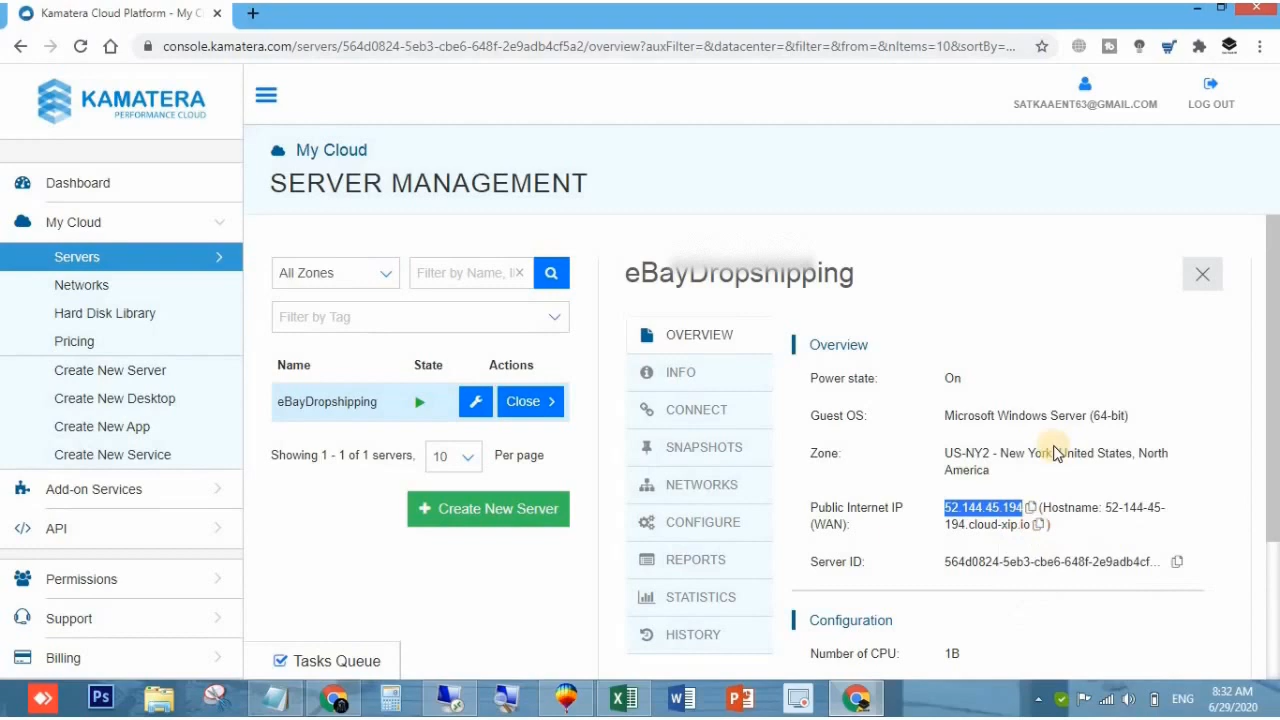 Kamatera Cloud Platform - My C
console.kamatera.com/servers/564d0824-5eb3-cbe6-648f-2e9adb4cf5a2/overview?auxFilter=&datacenter=&filter=&from=&nItems=10&sortBy=...
KAMATERA
PERFORMANCE CLOUD
SATKAAENT63@GMAIL.COM
LOG OUT
Dashboard
My Cloud
Servers
Networks
Hard Disk Library
Pricing
Create New Server
Create New Desktop
Create New App
Create New Service
Add-on Services
API
Permissions
Support
Billing
My Cloud
SERVER MANAGEMENT
All Zones
Filter by Name, I
Filter by Tag
Name State Actions
eBayDropshipping Close
Showing 1 - 1 of 1 servers, 10 Per page
+ Create New Server
Tasks Queue
eBayDropshipping
OVERVIEW
INFO
CONNECT
SNAPSHOTS
NETWORKS
CONFIGURE
REPORTS
STATISTICS
HISTORY
Overview
Power state: On
Guest OS: Microsoft Windows Server (64-bit)
Zone: US-NY2 - New York, United States, North
America
Public Internet IP 52.144.45.194 (Hostname: 52-144-45-
(WAN): 194.cloud-xip.io )
Server ID: 564d0824-5eb3-cbe6-648f-2e9adb4cf...
Configuration
Number of CPU: 1B
Ps
ENG
8:32 AM
6/29/2020